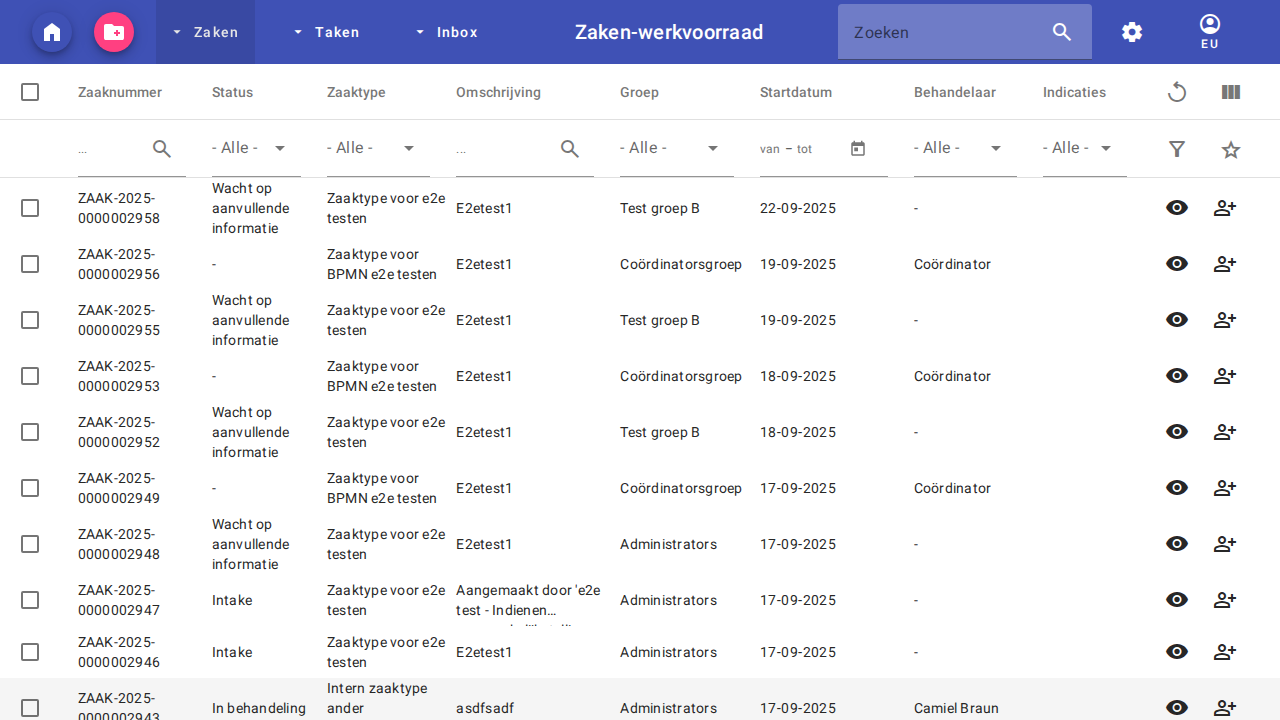 Zaken
Taken
Inbox
Zaken-werkvoorraad
Zoeken
EU
Zaaknummer Status Zaaktype Omschrijving Groep Startdatum Behandelaar Indicaties
... - Alle - - Alle - ... - Alle - van – tot - Alle - - Alle -
ZAAK-2025-
0000002958
Wacht op
aanvullende
informatie
Zaaktype voor e2e
testen
E2etest1
Test groep B
22-09-2025
-
ZAAK-2025-
0000002956
-
Zaaktype voor
BPMN e2e testen
E2etest1
Coördinatorsgroep
19-09-2025
Coördinator
ZAAK-2025-
0000002955
Wacht op
aanvullende
informatie
Zaaktype voor e2e
testen
E2etest1
Test groep B
19-09-2025
-
ZAAK-2025-
0000002953
-
Zaaktype voor
BPMN e2e testen
E2etest1
Coördinatorsgroep
18-09-2025
Coördinator
ZAAK-2025-
0000002952
Wacht op
aanvullende
informatie
Zaaktype voor e2e
testen
E2etest1
Test groep B
18-09-2025
-
ZAAK-2025-
0000002949
-
Zaaktype voor
BPMN e2e testen
E2etest1
Coördinatorsgroep
17-09-2025
Coördinator
ZAAK-2025-
0000002948
Wacht op
aanvullende
informatie
Zaaktype voor e2e
testen
E2etest1
Administrators
17-09-2025
-
ZAAK-2025-
0000002947
Intake
Zaaktype voor e2e
testen
Aangemaakt door 'e2e
test - Indienen...
Administrators
17-09-2025
-
ZAAK-2025-
0000002946
Intake
Zaaktype voor e2e
testen
E2etest1
Administrators
17-09-2025
-
ZAAK-2025-
0000002943
In behandeling
Intern zaaktype
ander
asdfsadf
Administrators
17-09-2025
Camiel Braun